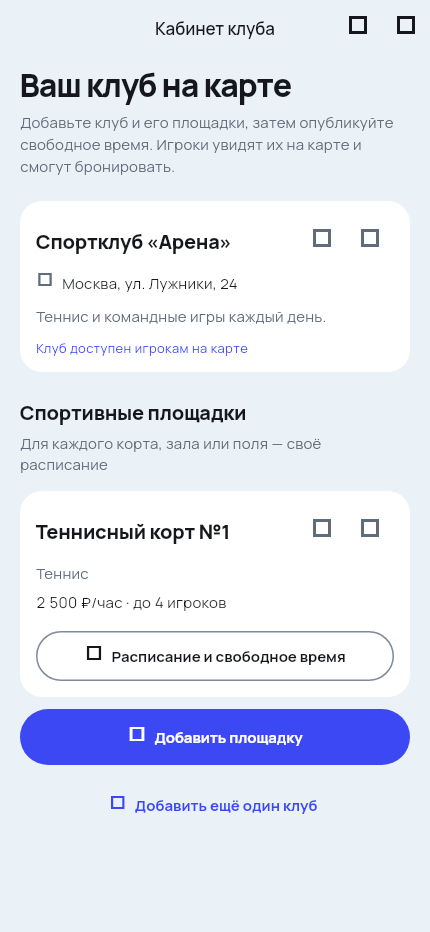 Кабинет клуба
Ваш клуб на карте
Добавьте клуб и его площадки, затем опубликуйте
свободное время. Игроки увидят их на карте и
смогут бронировать.
Спортклуб «Арена»
Москва, ул. Лужники, 24
Теннис и командные игры каждый день.
Клуб доступен игрокам на карте
Спортивные площадки
Для каждого корта, зала или поля — своё
расписание
Теннисный корт №1
Теннис
2 500 ₽/час · до 4 игроков
Расписание и свободное время
Добавить площадку
Добавить ещё один клуб